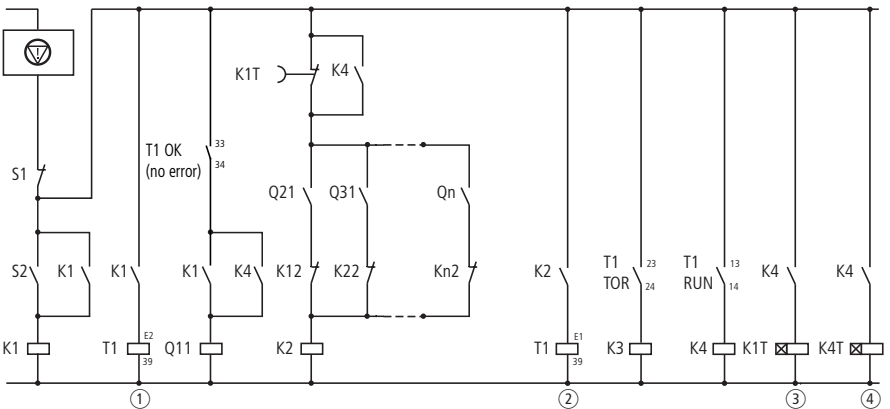 K1T
K4
S1
T1 OK
(no error)
33
34
Q21
Q31
Qn
S2
K1
K1
K1
K4
K12
K22
Kn2
K2
T1
TOR
23
24
T1
RUN
13
14
K4
K4
K1
T1
E2
39
Q11
K2
T1
E1
39
K3
K4
K1T
K4T
1
2
3
4